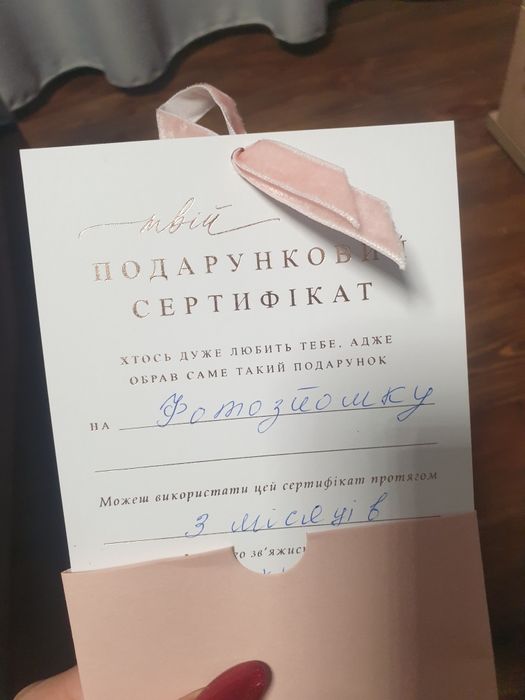 твій
ПОДАРУНКОВИЙ
СЕРТИФІКАТ
ХТОСЬ ДУЖЕ ЛЮБИТЬ ТЕБЕ, АДЖЕ
ОБРАВ САМЕ ТАКИЙ ПОДАРУНОК
НА Фотозйомку
Можеш використати цей сертифікат протягом
3 місяців